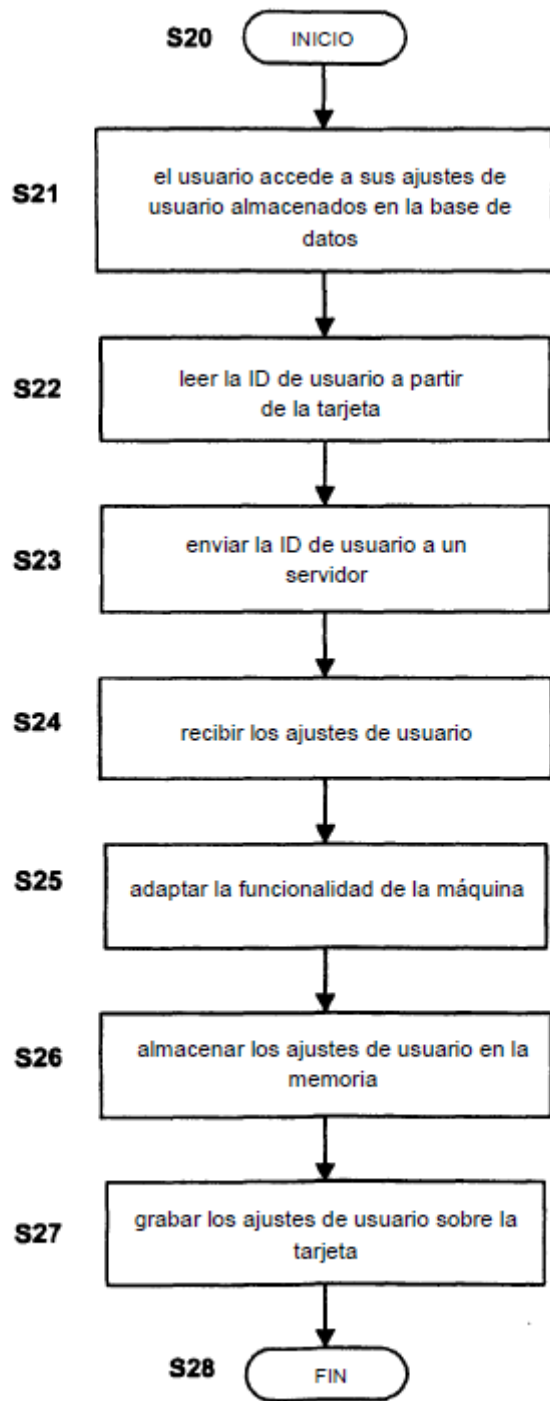 S20
INICIO
S21
el usuario accede a sus ajustes de
usuario almacenados en la base de
datos
S22
leer la ID de usuario a partir
de la tarjeta
S23
enviar la ID de usuario a un
servidor
S24
recibir los ajustes de usuario
S25
adaptar la funcionalidad de la máquina
S26
almacenar los ajustes de usuario en la
memoria
S27
grabar los ajustes de usuario sobre la
tarjeta
S28
FIN